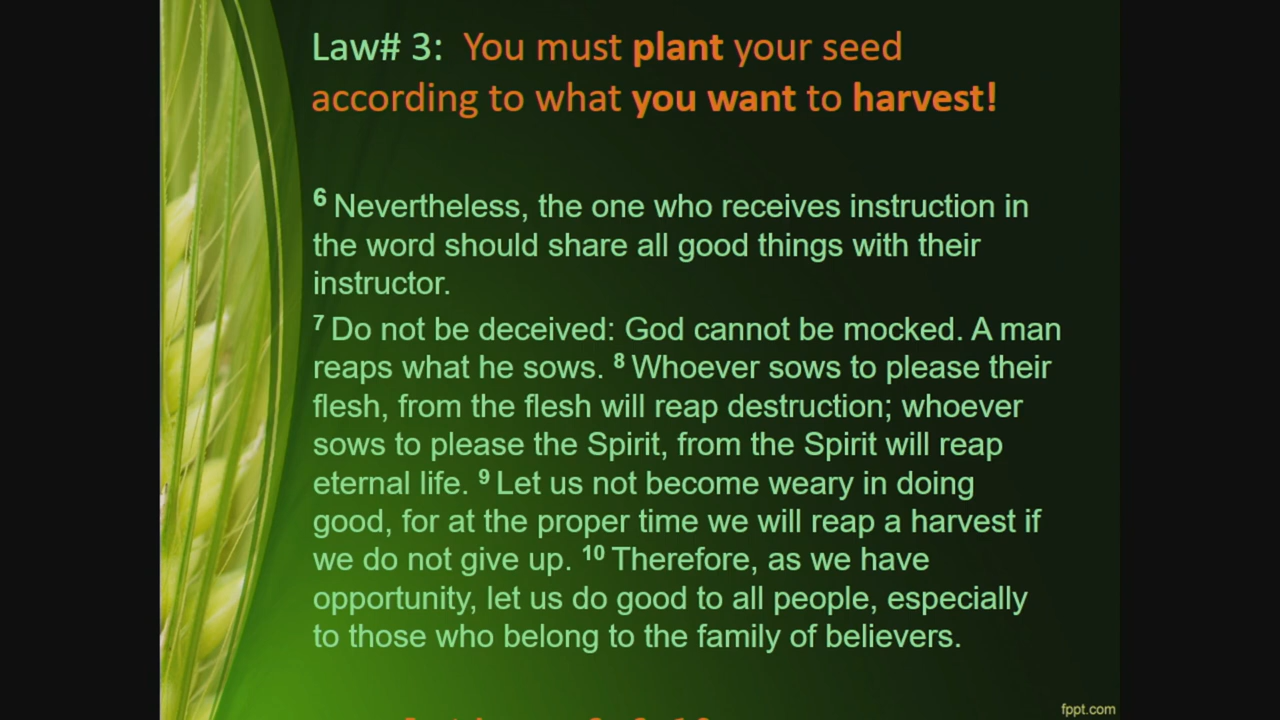 Law# 3: You must plant your seed
according to what you want to harvest!
6 Nevertheless, the one who receives instruction in
the word should share all good things with their
instructor.
7 Do not be deceived: God cannot be mocked. A man
reaps what he sows. 8 Whoever sows to please their
flesh, from the flesh will reap destruction; whoever
sows to please the Spirit, from the Spirit will reap
eternal life. 9 Let us not become weary in doing
good, for at the proper time we will reap a harvest if
we do not give up. 10 Therefore, as we have
opportunity, let us do good to all people, especially
to those who belong to the family of believers.
fppt.com